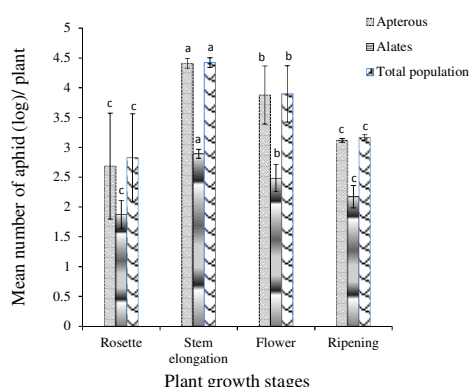 Apterous
Alates
Total population
Mean number of aphid (log)/ plant
5
4.5
4
3.5
3
2.5
2
1.5
1
0.5
0
c
c
c
a
a
a
b
b
b
c
c
c
Rosette
Stem
elongation
Flower
Ripening
Plant growth stages